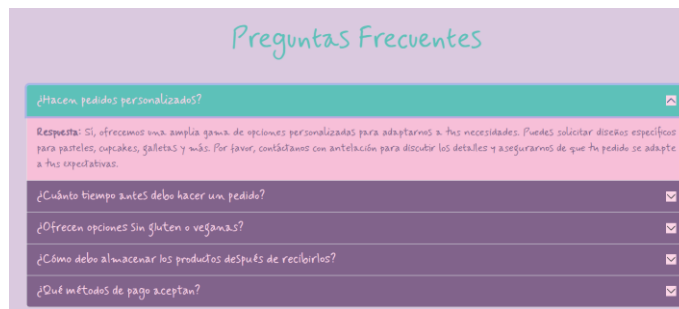 Preguntas Frecuentes
¿Hacen pedidos personalizados?
Respuesta: Sí, ofrecemos una amplia gama de opciones personalizadas para adaptarnos a tus necesidades. Puedes solicitar diseños específicos
para pasteles, cupcakes, galletas y más. Por favor, contáctanos con antelación para discutir los detalles y asegurarnos de que tu pedido se adapte
a tus expectativas.
¿Cuánto tiempo antes debo hacer un pedido?
¿Ofrecen opciones sin gluten o veganas?
¿Cómo debo almacenar los productos después de recibirlos?
¿Qué métodos de pago aceptan?